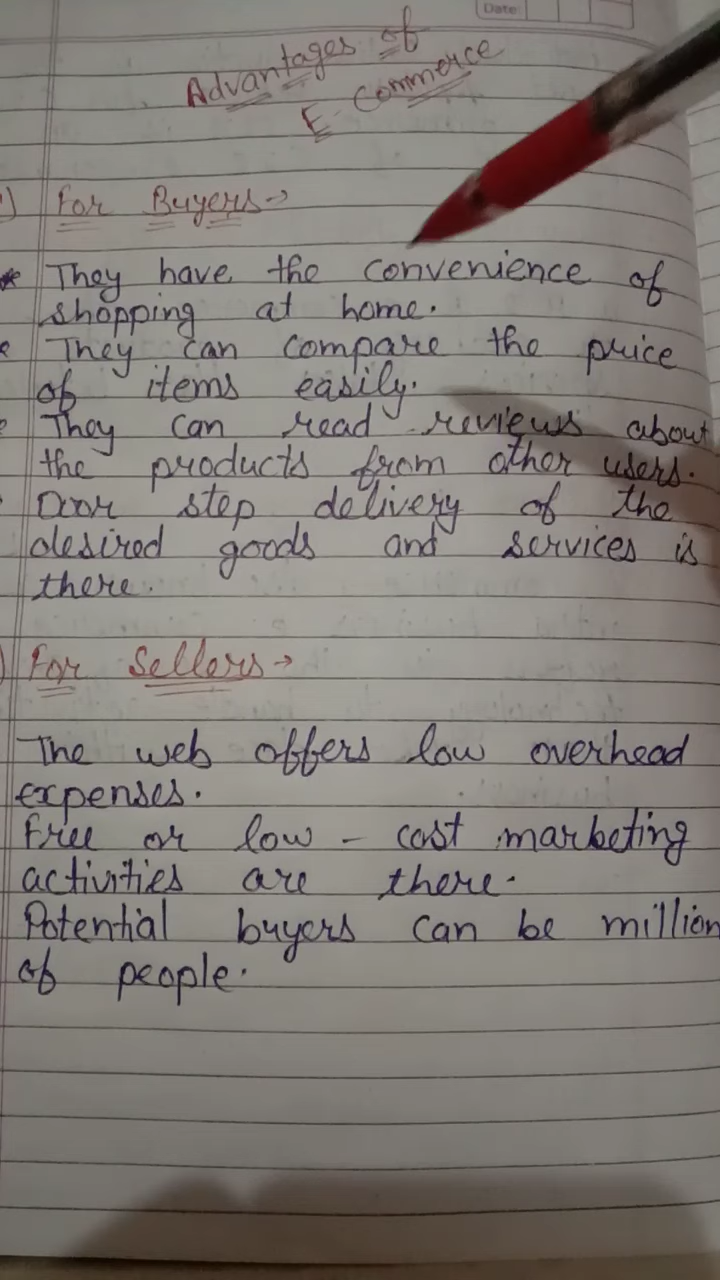 Date
Advantages of
E-Commerce
) For Buyers→
* They have the convenience of
shopping at home.
They can compare the price
of items easily.
They can read reviews about
the products from other users.
Door step delivery of the
desired goods and services is
there.
) For Sellers→
The web offers low overhead
expenses.
Free or low - cost marketing
activities are there.
Potential buyers can be million
of people.